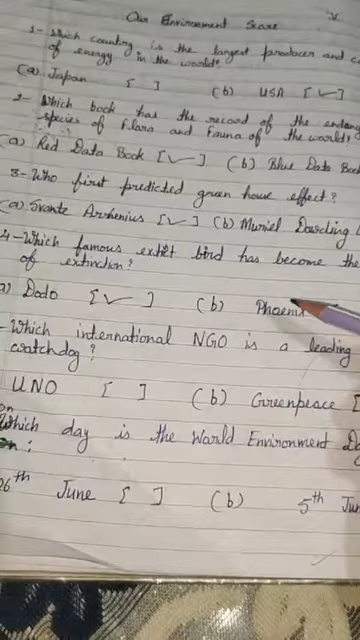 Our Environment Score
1- Which country is the largest producer and
of energy in the world?
(a) Japan [ ] (b) USA [✓]
2- Which book has the record of the endang
species of Flora and Fauna of the world?
(a) Red Data Book [✓] (b) Blue Data Book
3- Who first predicted green house effect?
(a) Svante Arrhenius [✓] (b) Muriel Dowding
4- Which famous extict bird has become the
of extinction?
a) Dodo [✓] (b) Phoenix
- Which international NGO is a leading
watchdog?
UNO [ ] (b) Greenpeace [
Which day is the World Environment Da
on:
26th June [ ] (b) 5th Jun